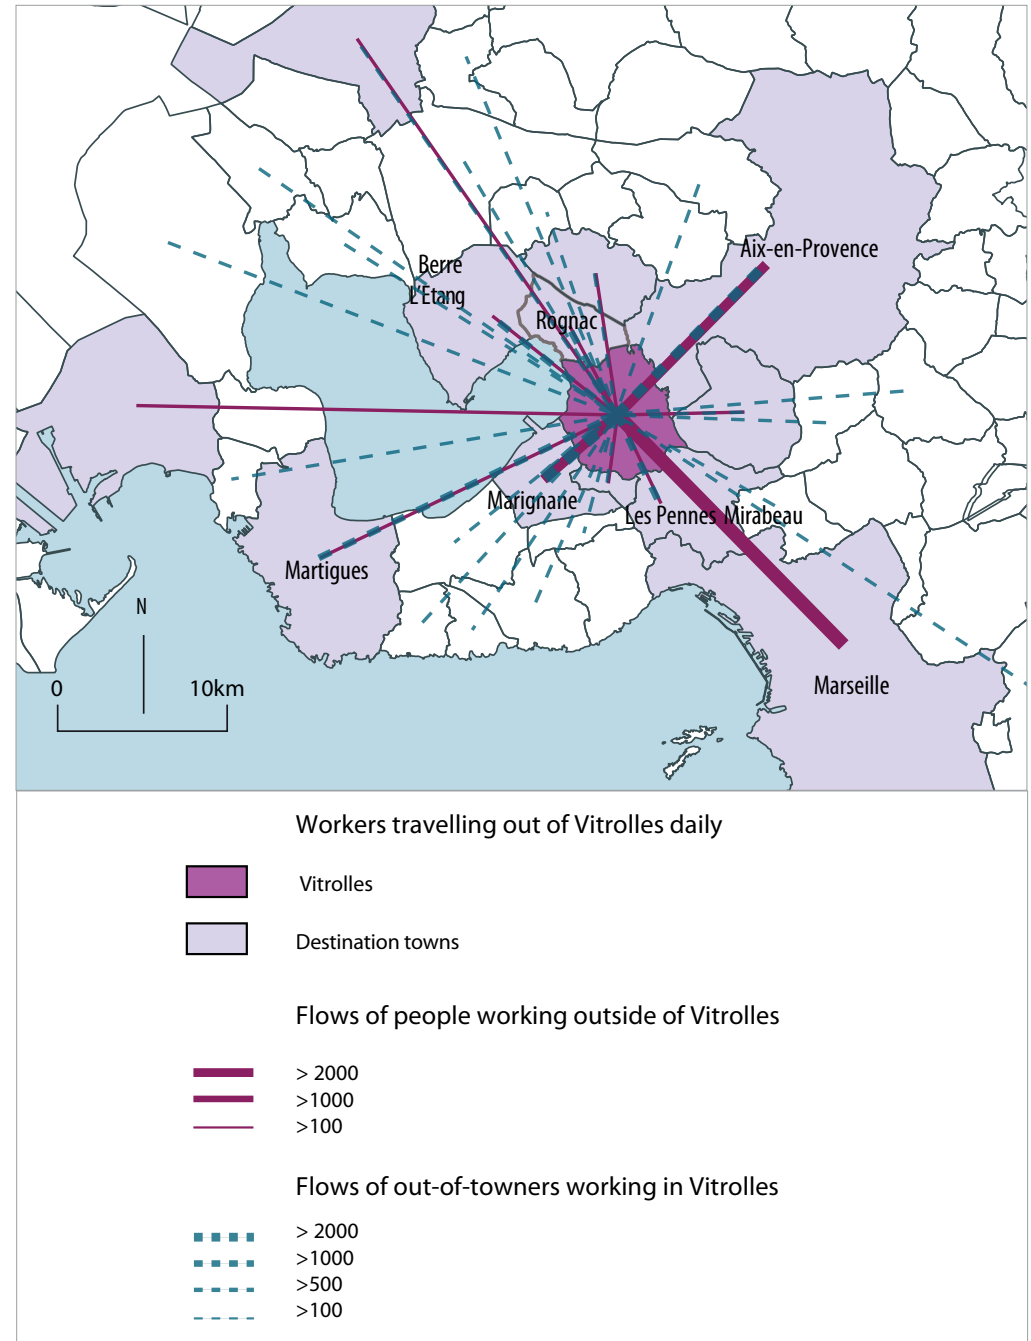 Aix-en-Provence
Berre
L'Etang
Rognac
Marignane
Les Pennes Mirabeau
Martigues
N
0
10km
Marseille
Workers travelling out of Vitrolles daily
Vitrolles
Destination towns
Flows of people working outside of Vitrolles
> 2000
>1000
>100
Flows of out-of-towners working in Vitrolles
> 2000
>1000
>500
>100